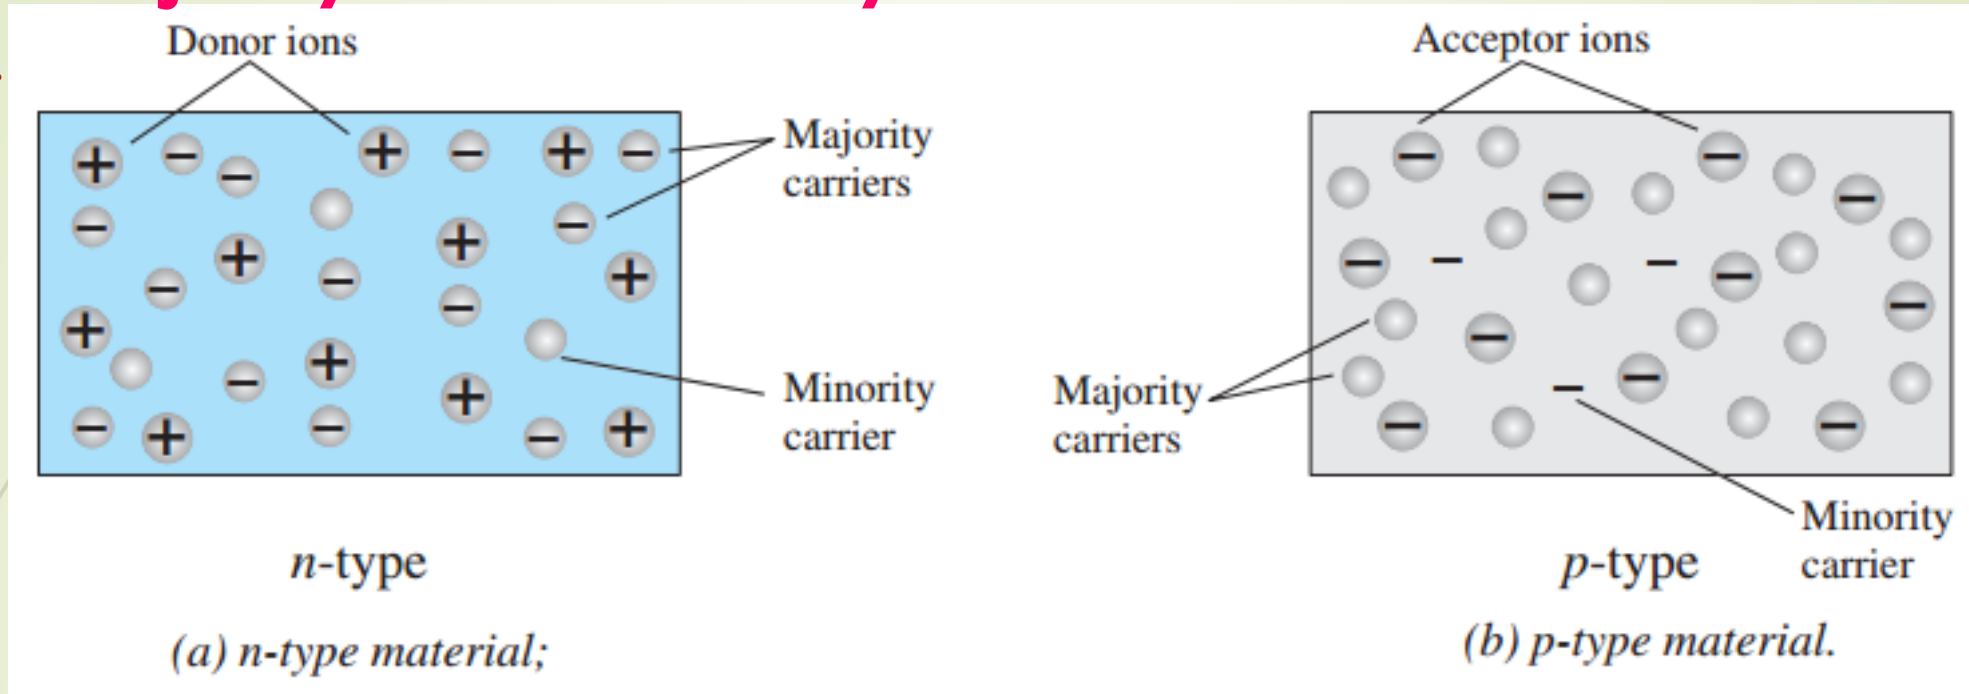 Donor ions
Majority
carriers
Minority
carrier
n-type
(a) n-type material;
Acceptor ions
Majority
carriers
Minority
carrier
p-type
(b) p-type material.